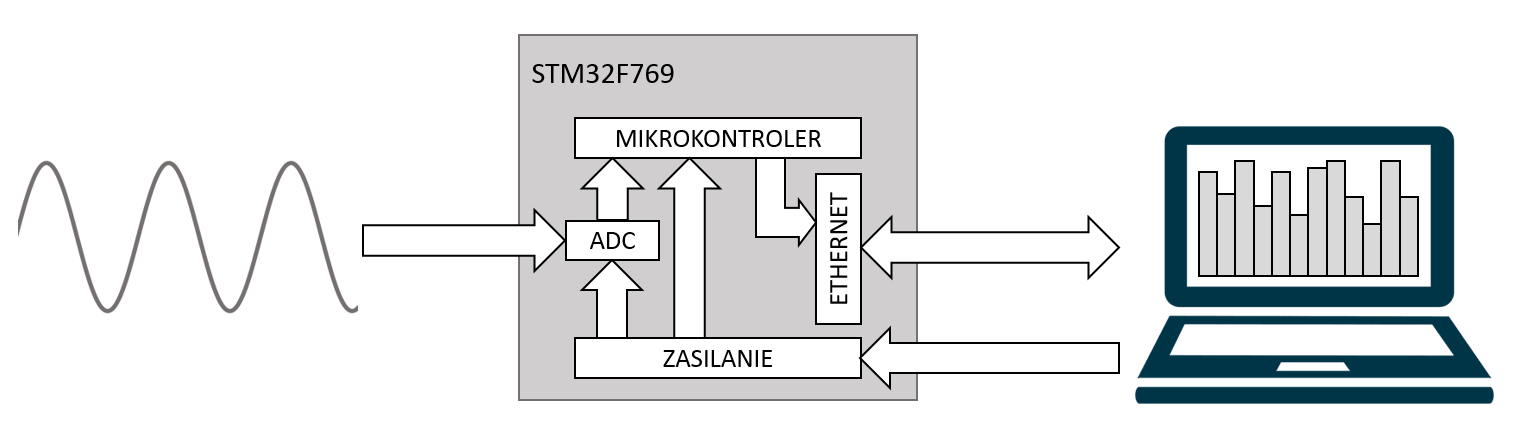 STM32F769
MIKROKONTROLER
ADC
ETHERNET
ZASILANIE